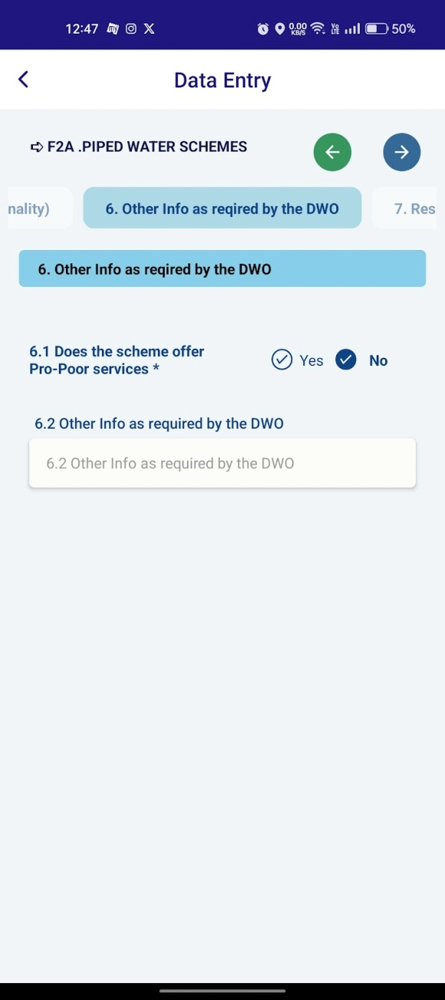 12:47 my X 0.00 KB/S Vo LTE 50%
Data Entry
➪ F2A .PIPED WATER SCHEMES
nality)
6. Other Info as reqired by the DWO
7. Res
6. Other Info as reqired by the DWO
6.1 Does the scheme offer
Pro-Poor services *
Yes
No
6.2 Other Info as required by the DWO
6.2 Other Info as required by the DWO